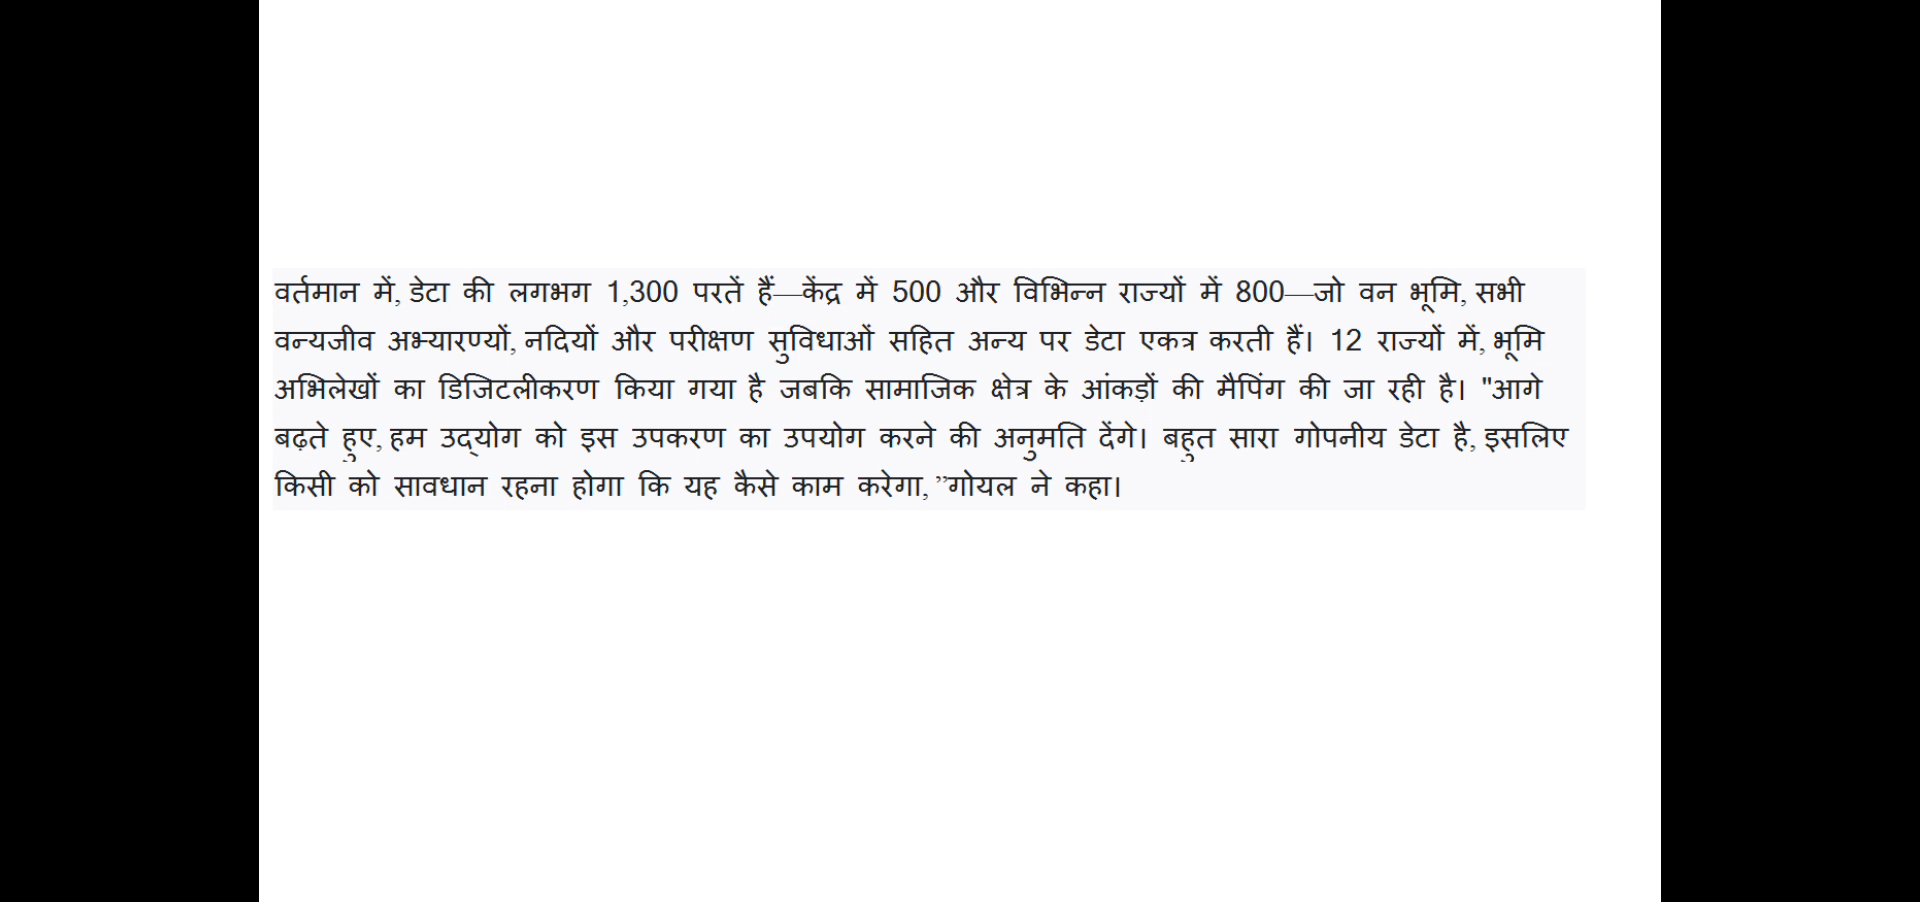 वर्तमान में, डेटा की लगभग 1,300 परतें हैं—केंद्र में 500 और विभिन्न राज्यों में 800—जो वन भूमि, सभी
वन्यजीव अभ्यारण्यों, नदियों और परीक्षण सुविधाओं सहित अन्य पर डेटा एकत्र करती हैं। 12 राज्यों में, भूमि
अभिलेखों का डिजिटलीकरण किया गया है जबकि सामाजिक क्षेत्र के आंकड़ों की मैपिंग की जा रही है। "आगे
बढ़ते हुए, हम उद्योग को इस उपकरण का उपयोग करने की अनुमति देंगे। बहुत सारा गोपनीय डेटा है, इसलिए
किसी को सावधान रहना होगा कि यह कैसे काम करेगा, ”गोयल ने कहा।